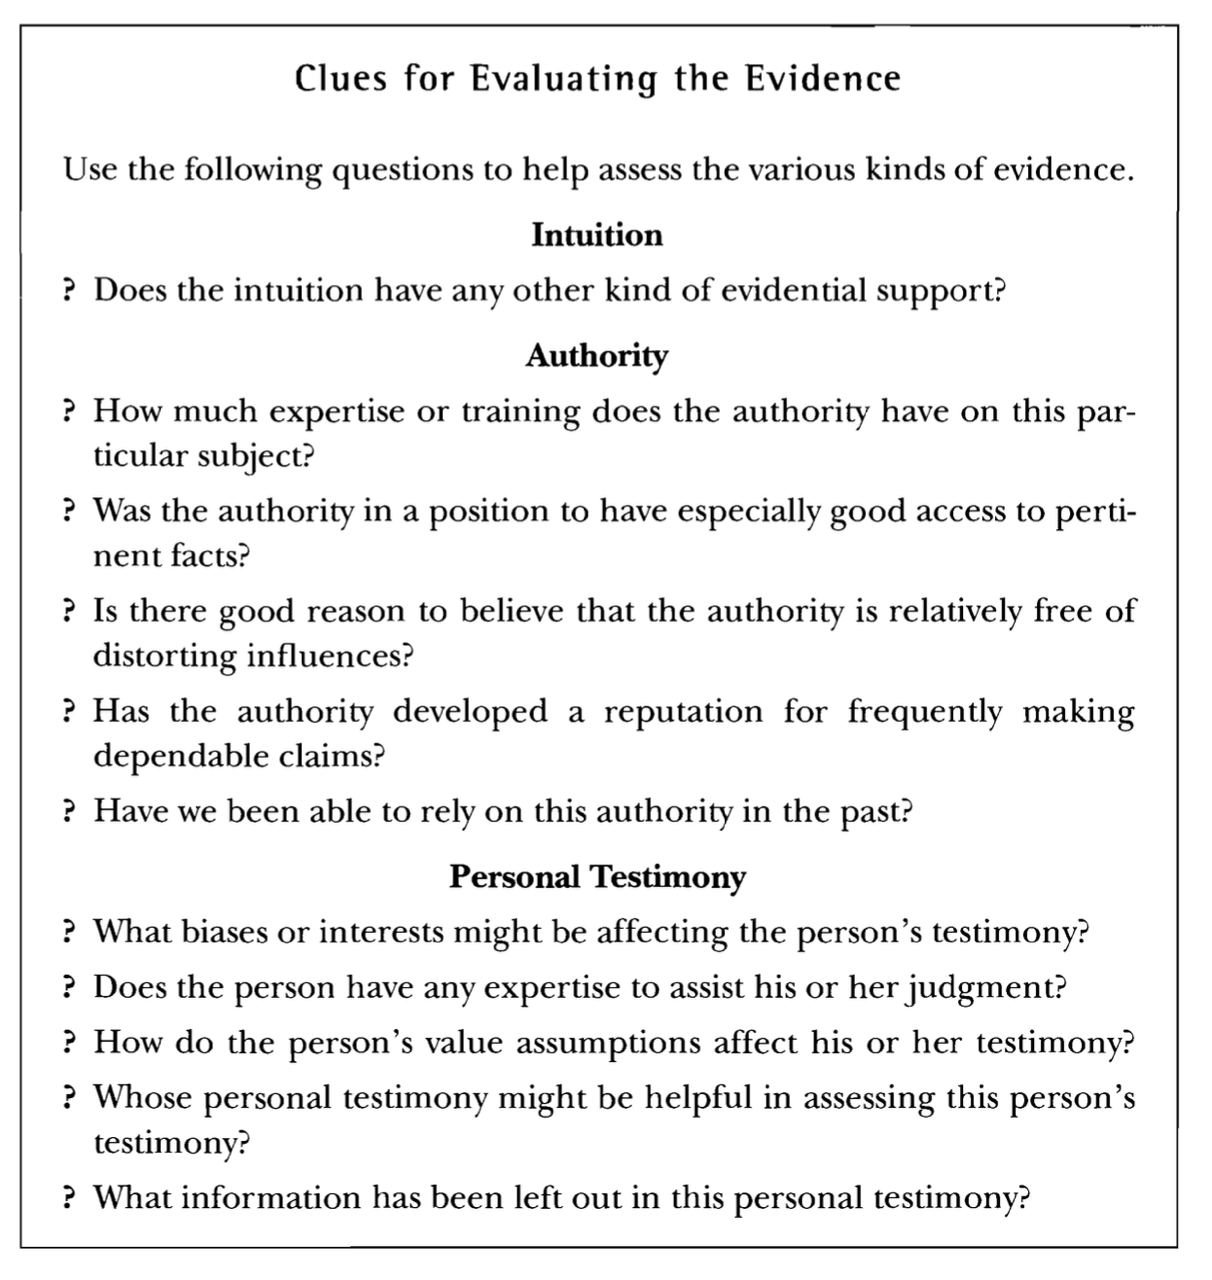 Clues for Evaluating the Evidence
Use the following questions to help assess the various kinds of evidence.
Intuition
? Does the intuition have any other kind of evidential support?
Authority
? How much expertise or training does the authority have on this par-
ticular subject?
? Was the authority in a position to have especially good access to perti-
nent facts?
? Is there good reason to believe that the authority is relatively free of
distorting influences?
? Has the authority developed a reputation for frequently making
dependable claims?
? Have we been able to rely on this authority in the past?
Personal Testimony
? What biases or interests might be affecting the person's testimony?
? Does the person have any expertise to assist his or her judgment?
? How do the person's value assumptions affect his or her testimony?
? Whose personal testimony might be helpful in assessing this person's
testimony?
? What information has been left out in this personal testimony?